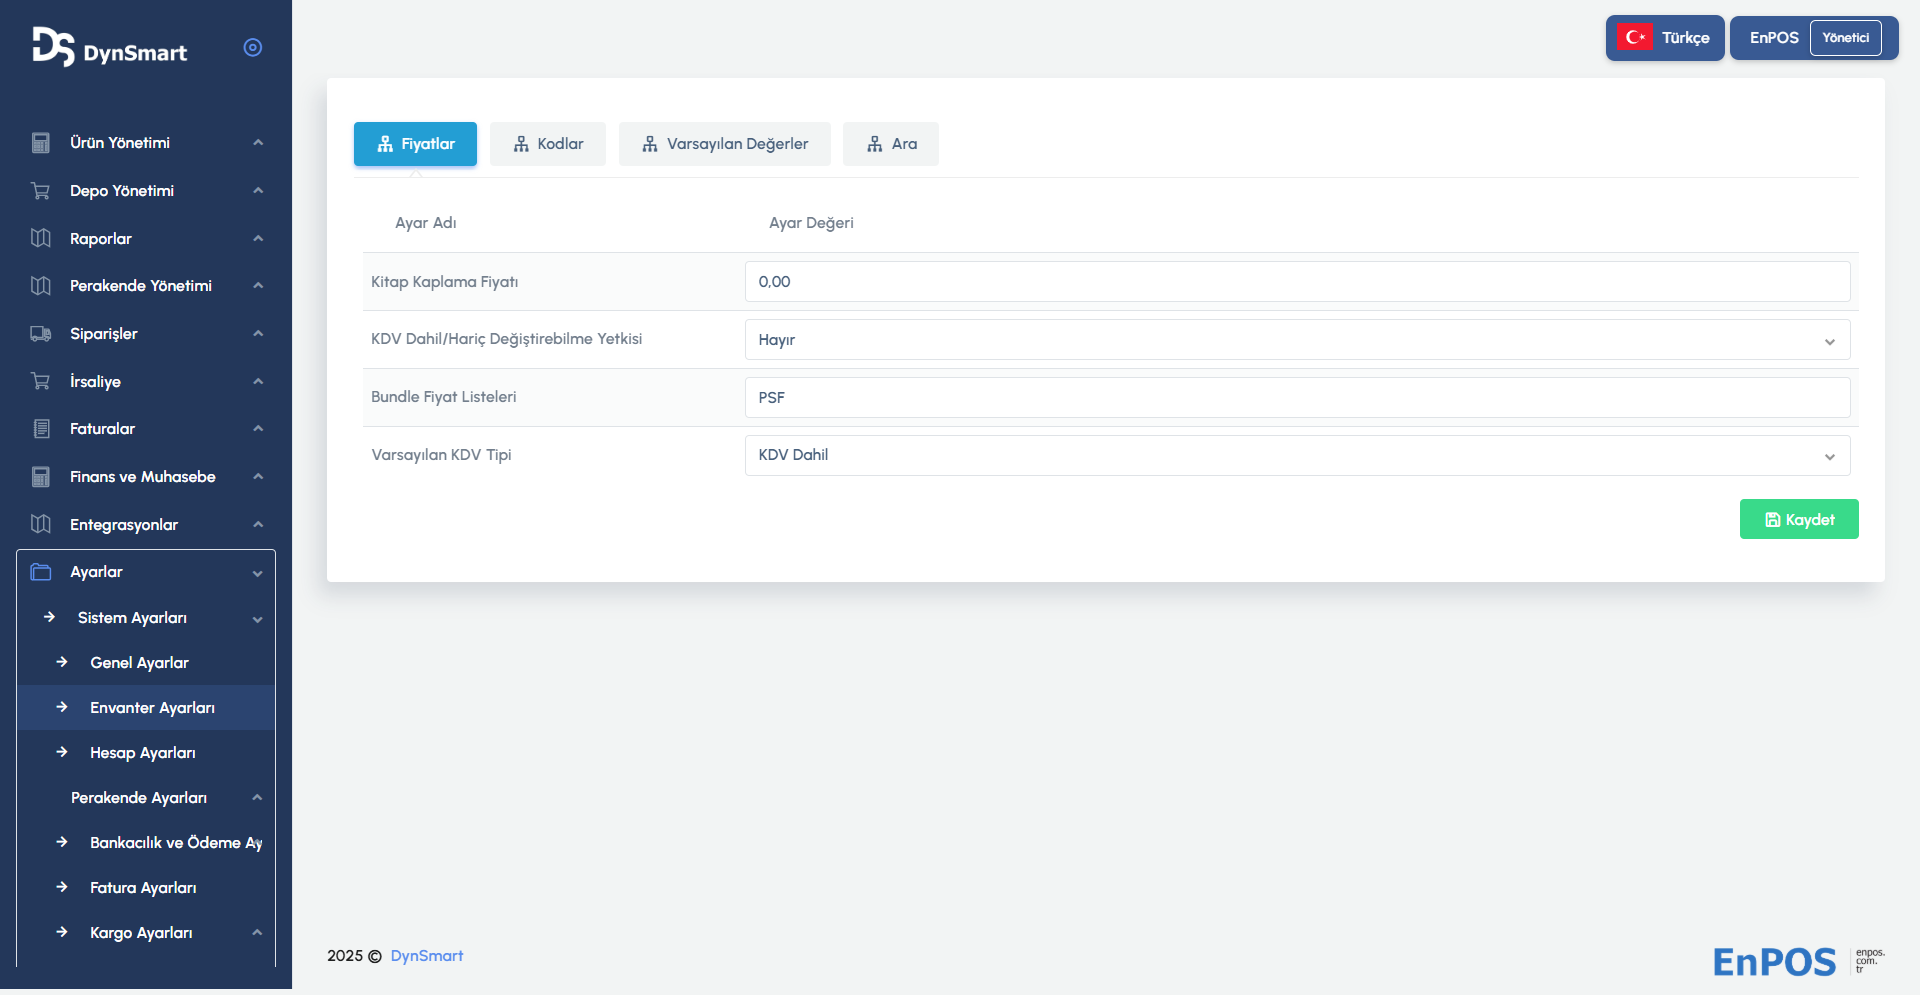 DS DynSmart
Türkçe
EnPOS Yönetici
Ürün Yönetimi
Depo Yönetimi
Raporlar
Perakende Yönetimi
Siparişler
İrsaliye
Faturalar
Finans ve Muhasebe
Entegrasyonlar
Ayarlar
Sistem Ayarları
Genel Ayarlar
Envanter Ayarları
Hesap Ayarları
Perakende Ayarları
Bankacılık ve Ödeme Ay
Fatura Ayarları
Kargo Ayarları
Fiyatlar
Kodlar
Varsayılan Değerler
Ara
Ayar Adı Ayar Değeri
Kitap Kaplama Fiyatı 0,00
KDV Dahil/Hariç Değiştirebilme Yetkisi Hayır
Bundle Fiyat Listeleri PSF
Varsayılan KDV Tipi KDV Dahil
Kaydet
2025 © DynSmart
EnPOS
enpos.
com.
tr